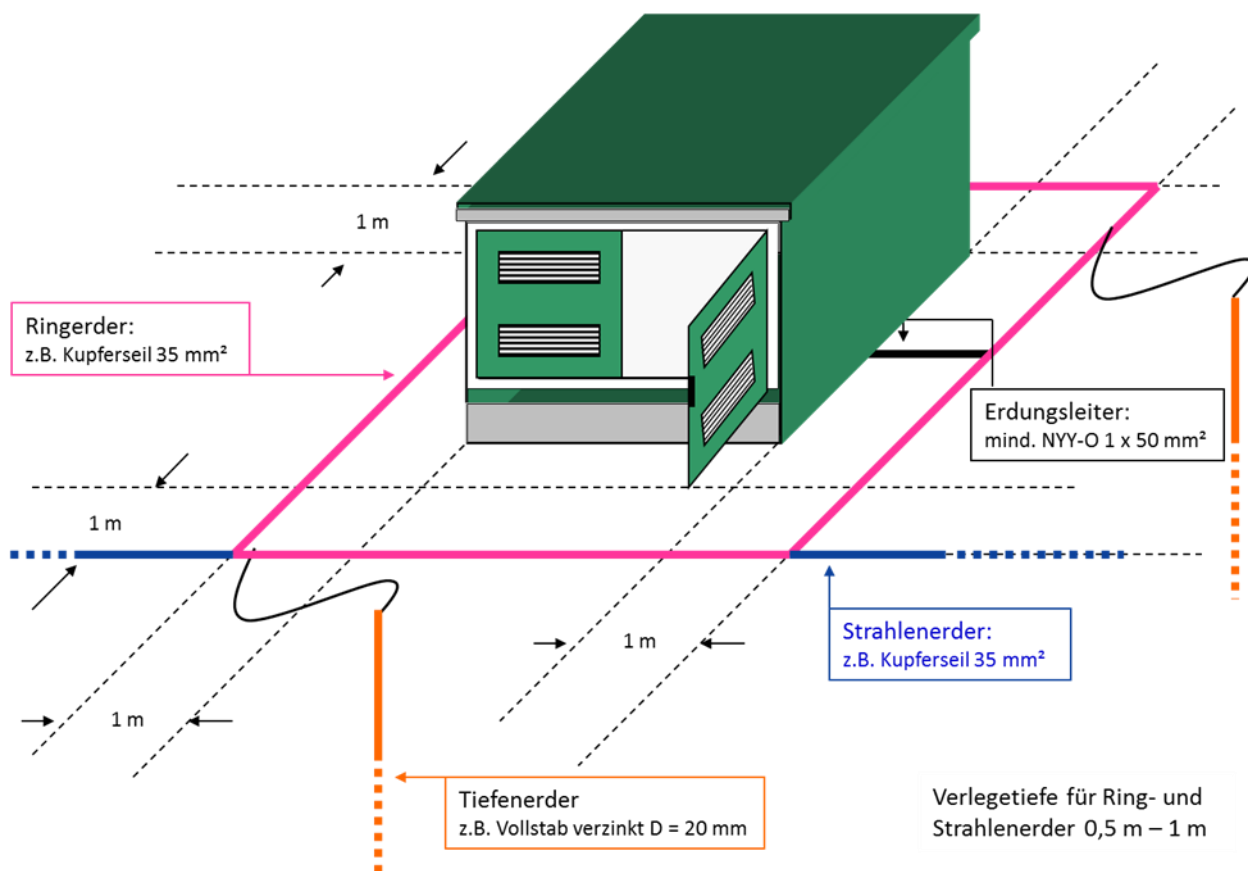 1 m
Ringerder:
z.B. Kupferseil 35 mm²
Erdungsleiter:
mind. NYY-O 1 x 50 mm²
1 m
Strahlenerder:
z.B. Kupferseil 35 mm²
1 m
1 m
Tiefenerder
z.B. Vollstab verzinkt D = 20 mm
Verlegetiefe für Ring- und
Strahlenerder 0,5 m – 1 m